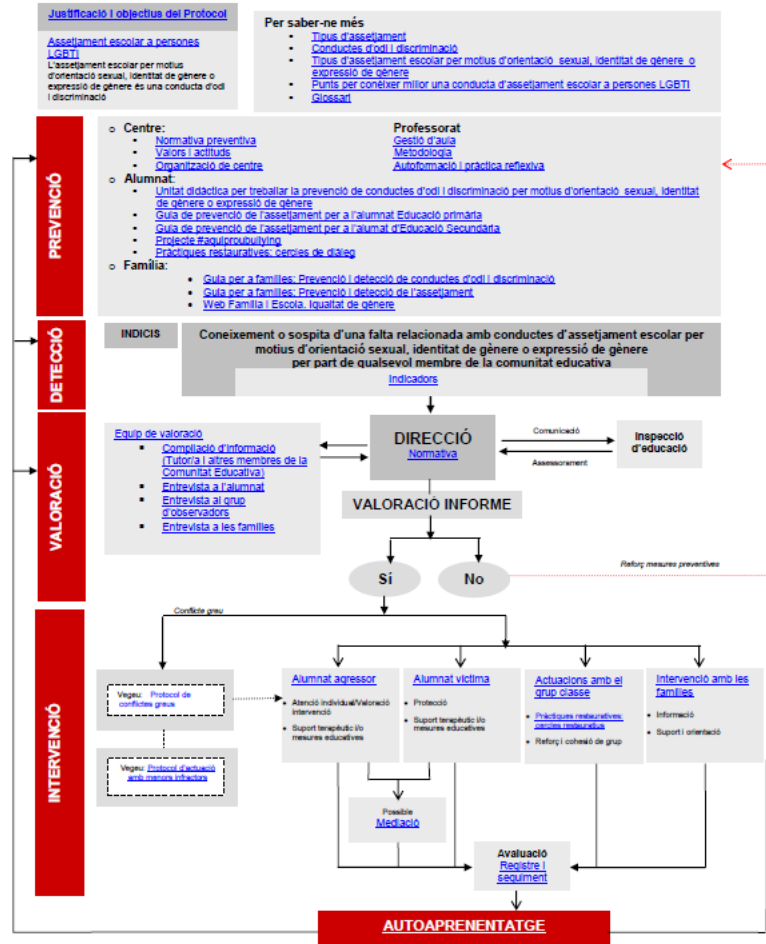 Justificació i objectius del Protocol
Assetjament escolar a persones
LGBTI
L'assetjament escolar per motius
d'orientació sexual, identitat de gènere o
expressió de gènere és una conducta d'odi
i discriminació
Per saber-ne més
Tipus d'assetjament
Conductes d'odi i discriminació
Tipus d'assetjament escolar per motius d'orientació sexual, identitat de gènere o
expressió de gènere
Punts per conèixer millor una conducta d'assetjament escolar a persones LGBTI
Glossari
PREVENCIÓ
Centre:
Normativa preventiva
Valors i actituds
Organització de centre
Professorat
Gestió d'aula
Metodologia
Autoformació i pràctica reflexiva
Alumnat:
Unitat didàctica per treballar la prevenció de conductes d'odi i discriminació per motius d'orientació sexual, identitat
de gènere o expressió de gènere
Guia de prevenció de l'assetjament per a l'alumnat Educació primària
Guia de prevenció de l'assetjament per a l'alumat d'Educació Secundària
Projecte #aquiproubullying
Pràctiques restauratives: cercles de diàleg
Família:
Guia per a famílies: Prevenció i detecció de conductes d'odi i discriminació
Guia per a famílies: Prevenció i detecció de l'assetjament
Web Família i Escola. Igualtat de gènere
DETECCIÓ
INDICIS
Coneixement o sospita d'una falta relacionada amb conductes d'assetjament escolar per
motius d'orientació sexual, identitat de gènere o expressió de gènere
per part de qualsevol membre de la comunitat educativa
Indicadors
VALORACIÓ
Equip de valoració
Compilació d'informació
(Tutor/a i altres membres de la
Comunitat Educativa)
Entrevista a l'alumnat
Entrevista al grup
d'observadors
Entrevista a les famílies
DIRECCIÓ
Normativa
Comunicació
Assessorament
Inspecció
d'educació
VALORACIÓ INFORME
Sí
No
Reforç mesures preventives
INTERVENCIÓ
Conflicte greu
Vegeu: Protocol de
conflictes greus
Vegeu: Protocol d'actuació
amb menors infractors
Alumnat agressor
Atenció individual/Valoració
intervenció
Suport terapèutic i/o
mesures educatives
Alumnat víctima
Protecció
Suport terapèutic i/o
mesures educatives
Actuacions amb el
grup classe
Pràctiques restauratives:
cercles restauratius
Reforç i cohesió de grup
Intervenció amb les
famílies
Informació
Suport i orientació
Possible
Mediació
Avaluació
Registre i
seguiment
AUTOAPRENENTATGE